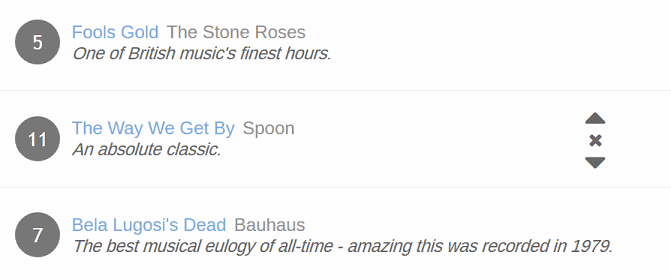 5
Fools Gold The Stone Roses
One of British music's finest hours.
11
The Way We Get By Spoon
An absolute classic.
7
Bela Lugosi's Dead Bauhaus
The best musical eulogy of all-time - amazing this was recorded in 1979.